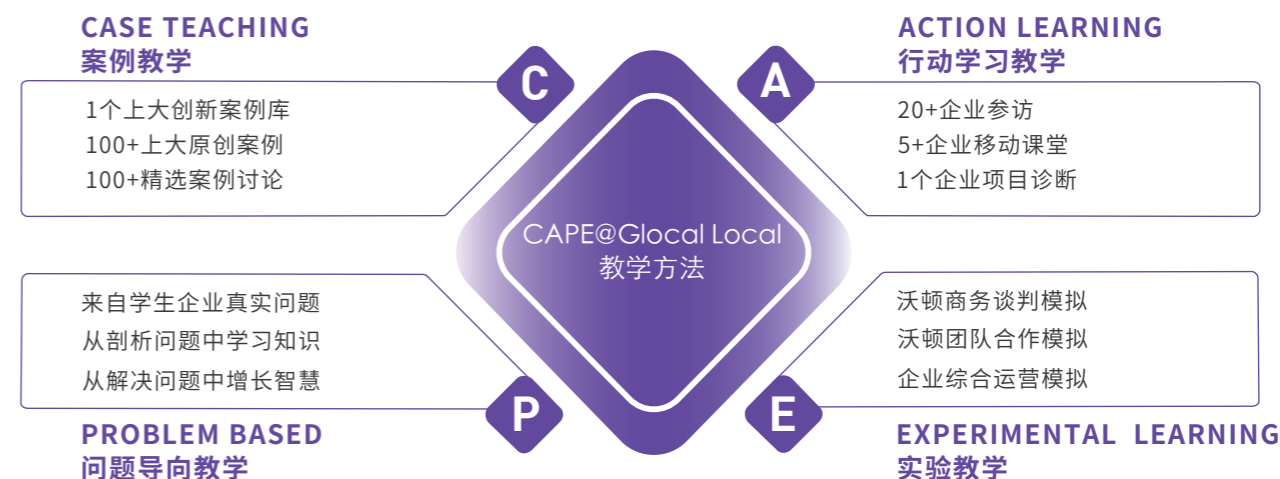 CASE TEACHING
案例教学
C
1个上大创新案例库
100+上大原创案例
100+精选案例讨论
ACTION LEARNING
行动学习教学
A
20+企业参访
5+企业移动课堂
1个企业项目诊断
CAPE@Glocal Local
教学方法
来自学生企业真实问题
从剖析问题中学习知识
从解决问题中增长智慧
P
PROBLEM BASED
问题导向教学
沃顿商务谈判模拟
沃顿团队合作模拟
企业综合运营模拟
E
EXPERIMENTAL LEARNING
实验教学